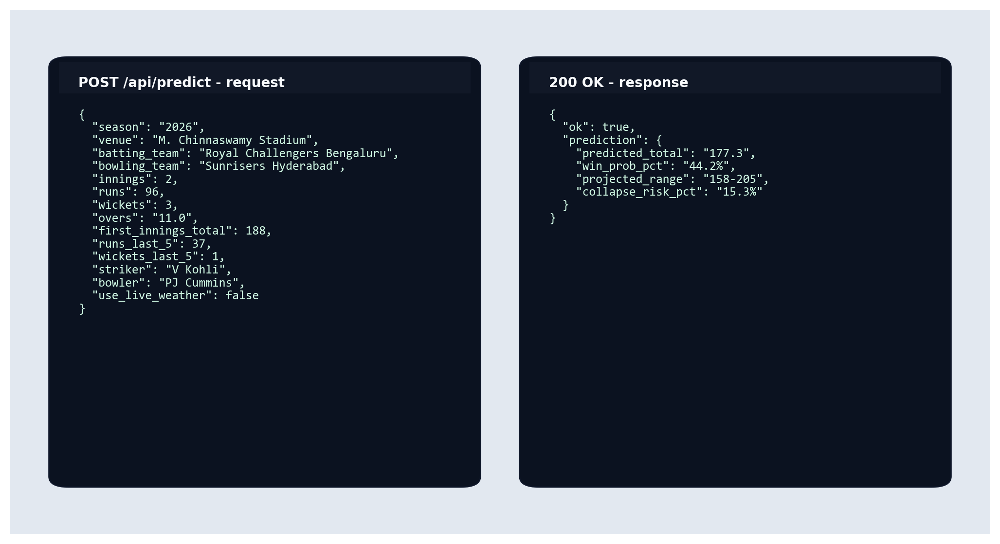 POST /api/predict - request
{
  "season": "2026",
  "venue": "M. Chinnaswamy Stadium",
  "batting_team": "Royal Challengers Bengaluru",
  "bowling_team": "Sunrisers Hyderabad",
  "innings": 2,
  "runs": 96,
  "wickets": 3,
  "overs": "11.0",
  "first_innings_total": 188,
  "runs_last_5": 37,
  "wickets_last_5": 1,
  "striker": "V Kohli",
  "bowler": "PJ Cummins",
  "use_live_weather": false
}
200 OK - response
{
  "ok": true,
  "prediction": {
    "predicted_total": "177.3",
    "win_prob_pct": "44.2%",
    "projected_range": "158-205",
    "collapse_risk_pct": "15.3%"
  }
}